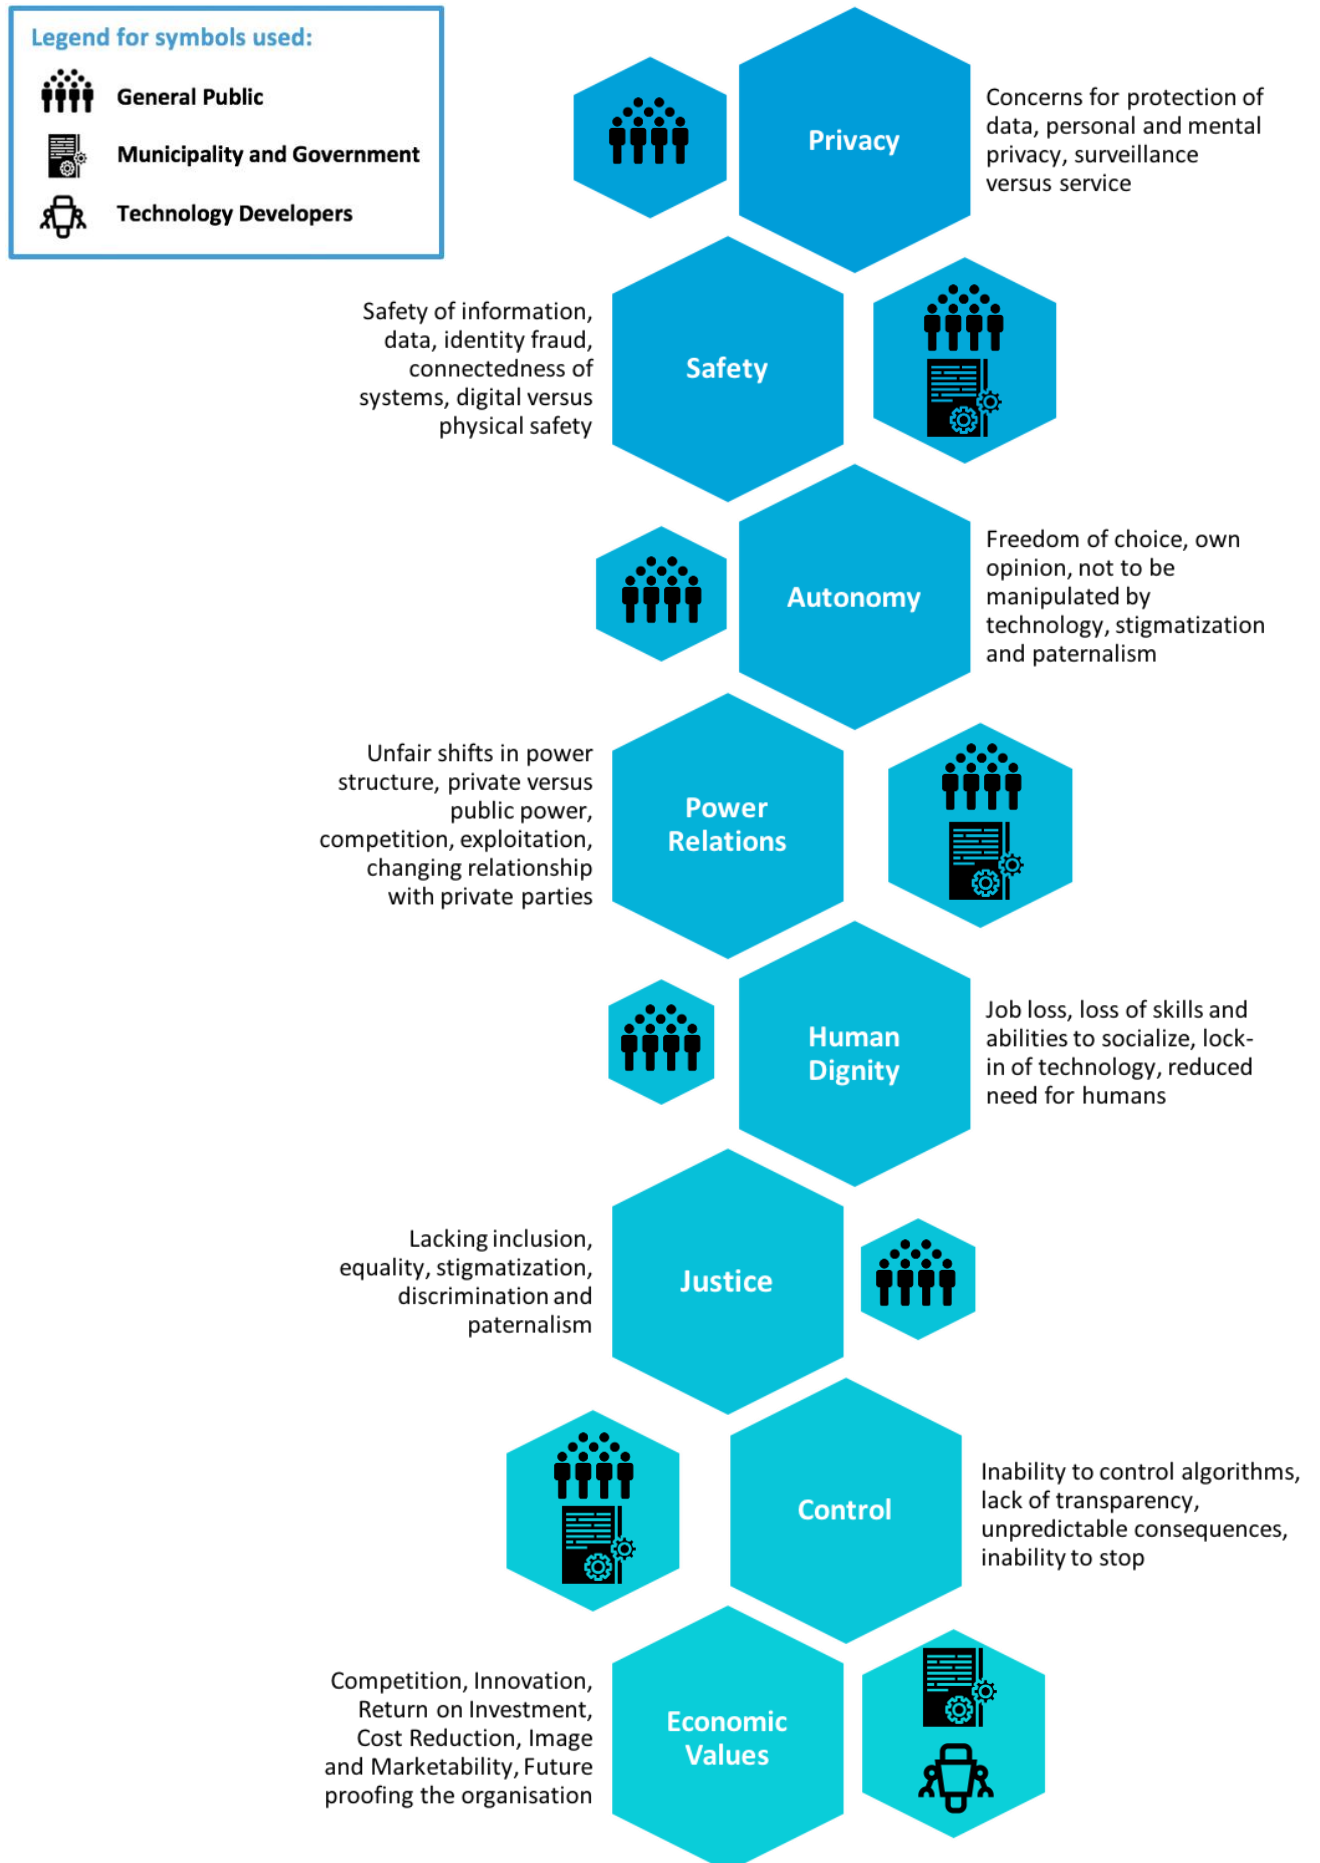 Legend for symbols used:
General Public
Municipality and Government
Technology Developers
Privacy
Concerns for protection of
data, personal and mental
privacy, surveillance
versus service
Safety of information,
data, identity fraud,
connectedness of
systems, digital versus
physical safety
Safety
Autonomy
Freedom of choice, own
opinion, not to be
manipulated by
technology, stigmatization
and paternalism
Unfair shifts in power
structure, private versus
public power,
competition, exploitation,
changing relationship
with private parties
Power
Relations
Human
Dignity
Job loss, loss of skills and
abilities to socialize, lock-
in of technology, reduced
need for humans
Lacking inclusion,
equality, stigmatization,
discrimination and
paternalism
Justice
Control
Inability to control algorithms,
lack of transparency,
unpredictable consequences,
inability to stop
Competition, Innovation,
Return on Investment,
Cost Reduction, Image
and Marketability, Future
proofing the organisation
Economic
Values